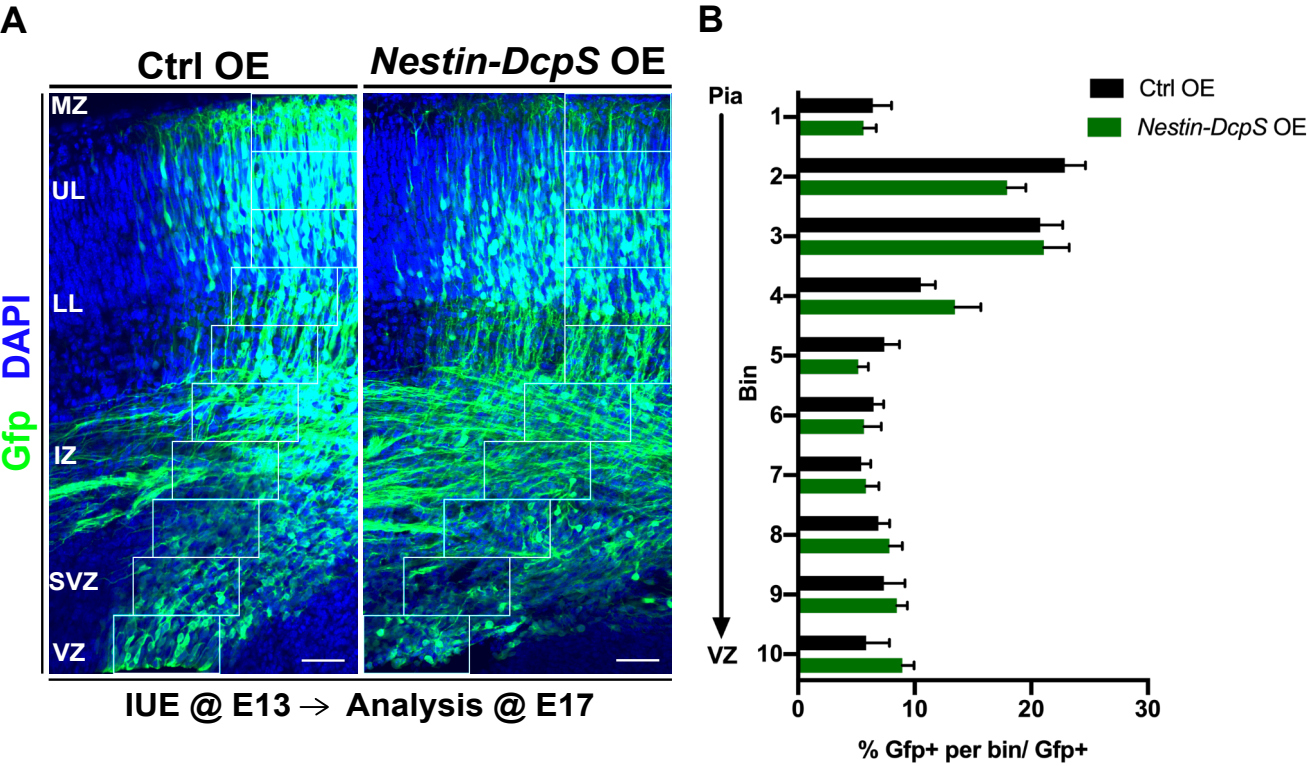 A
Ctrl OE
Nestin-DcpS OE
MZ
UL
LL
IZ
SVZ
VZ
Gfp DAPI
IUE @ E13 → Analysis @ E17
B
Pia
VZ
Bin
1
2
3
4
5
6
7
8
9
10
0 10 20 30
% Gfp+ per bin/ Gfp+
Ctrl OE
Nestin-DcpS OE